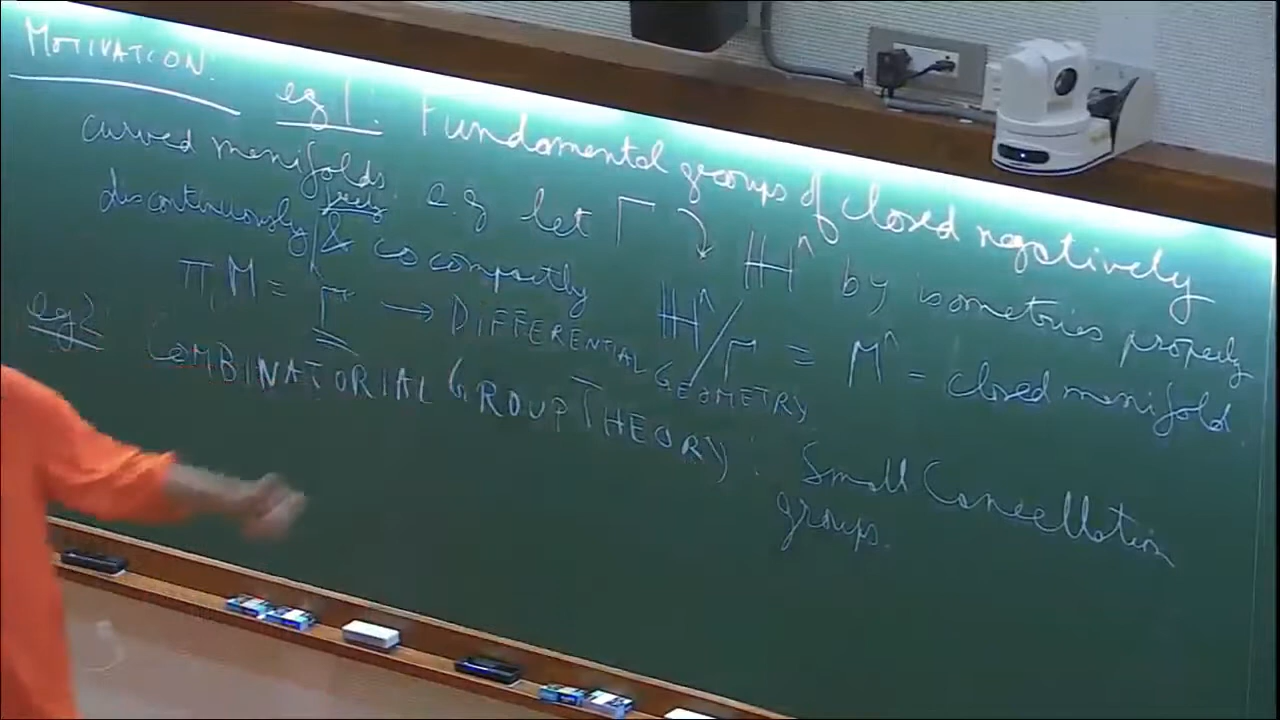 MOTIVATION: eg 1. Fundamental groups of closed negatively
curved manifolds. e.g let Γ ↷ ℍⁿ by isometries properly
discontinuously, freely & cocompactly ℍⁿ/Γ = Mⁿ = closed manifold.
π₁M = Γ → DIFFERENTIAL GEOMETRY
eg 2 COMBINATORIAL GROUP THEORY: Small Cancellation
groups.